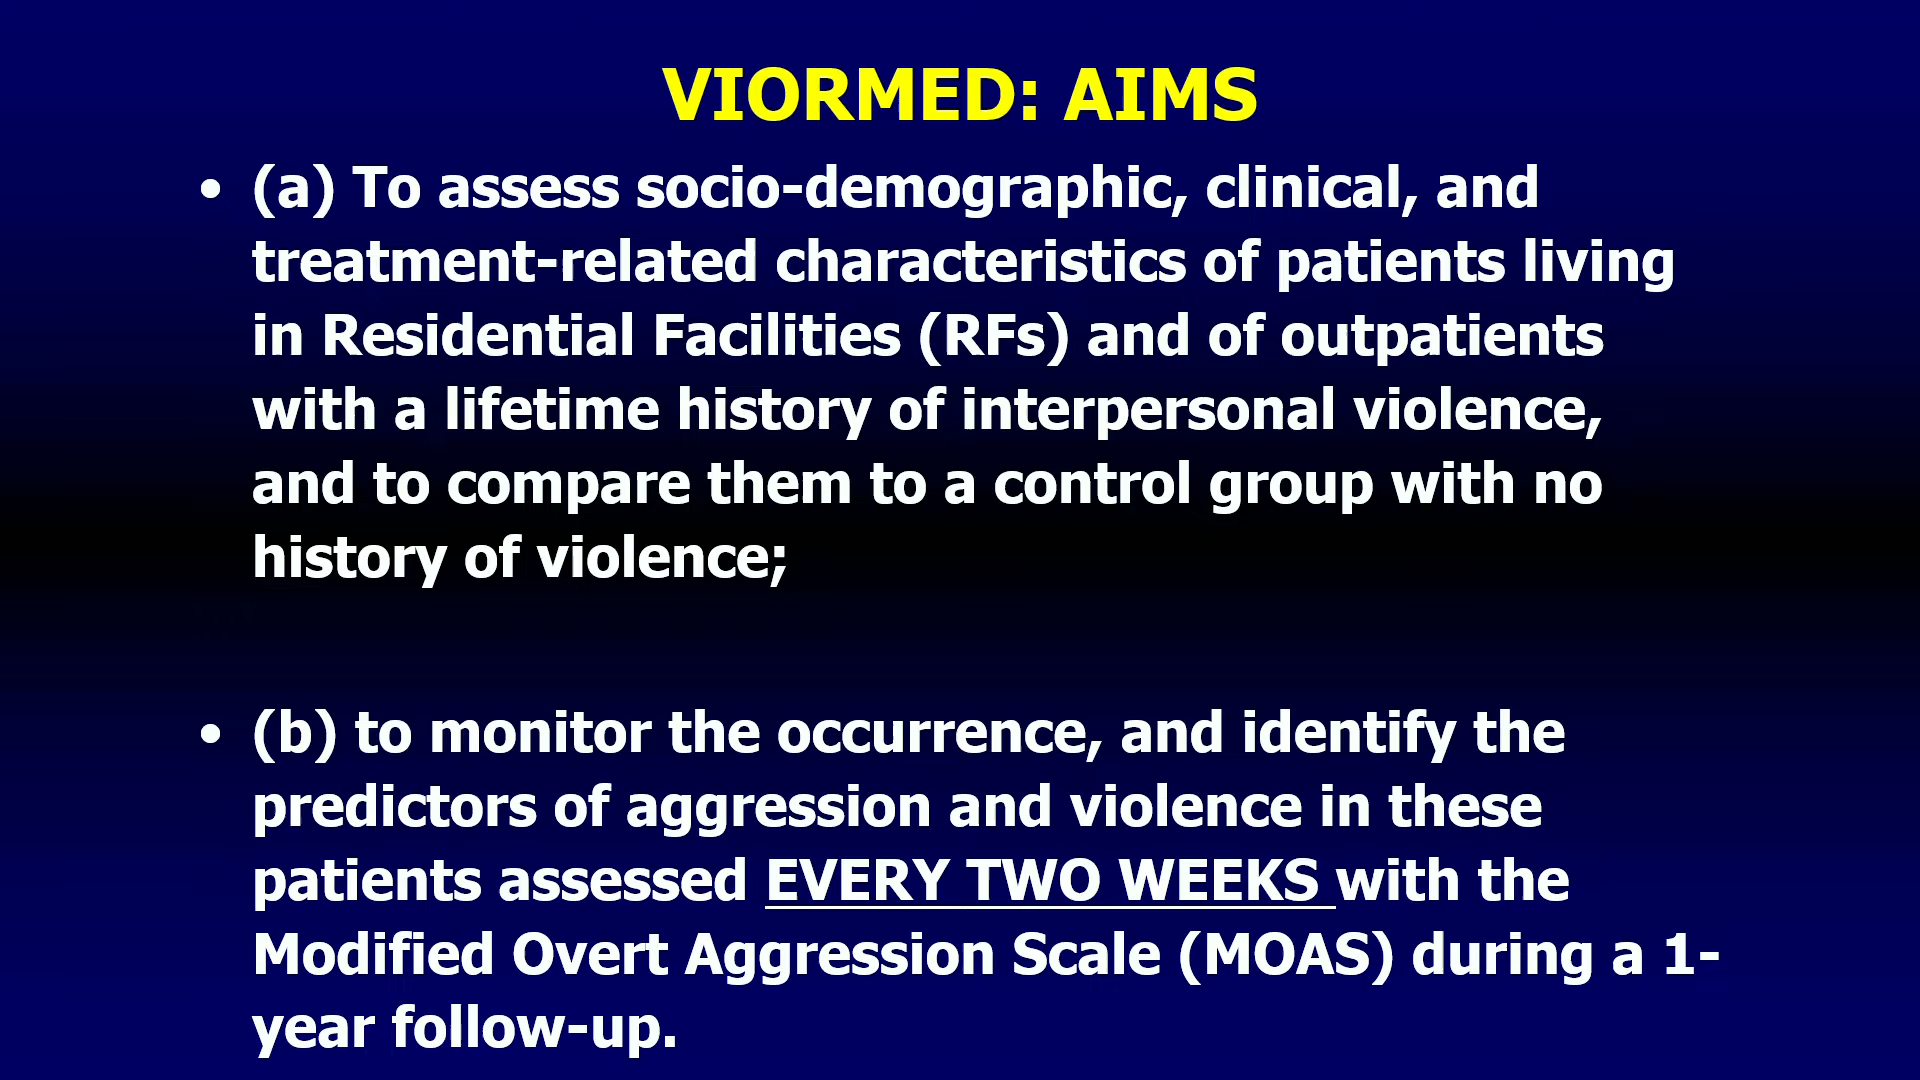 VIORMED: AIMS
• (a) To assess socio-demographic, clinical, and
treatment-related characteristics of patients living
in Residential Facilities (RFs) and of outpatients
with a lifetime history of interpersonal violence,
and to compare them to a control group with no
history of violence;
• (b) to monitor the occurrence, and identify the
predictors of aggression and violence in these
patients assessed EVERY TWO WEEKS with the
Modified Overt Aggression Scale (MOAS) during a 1-
year follow-up.